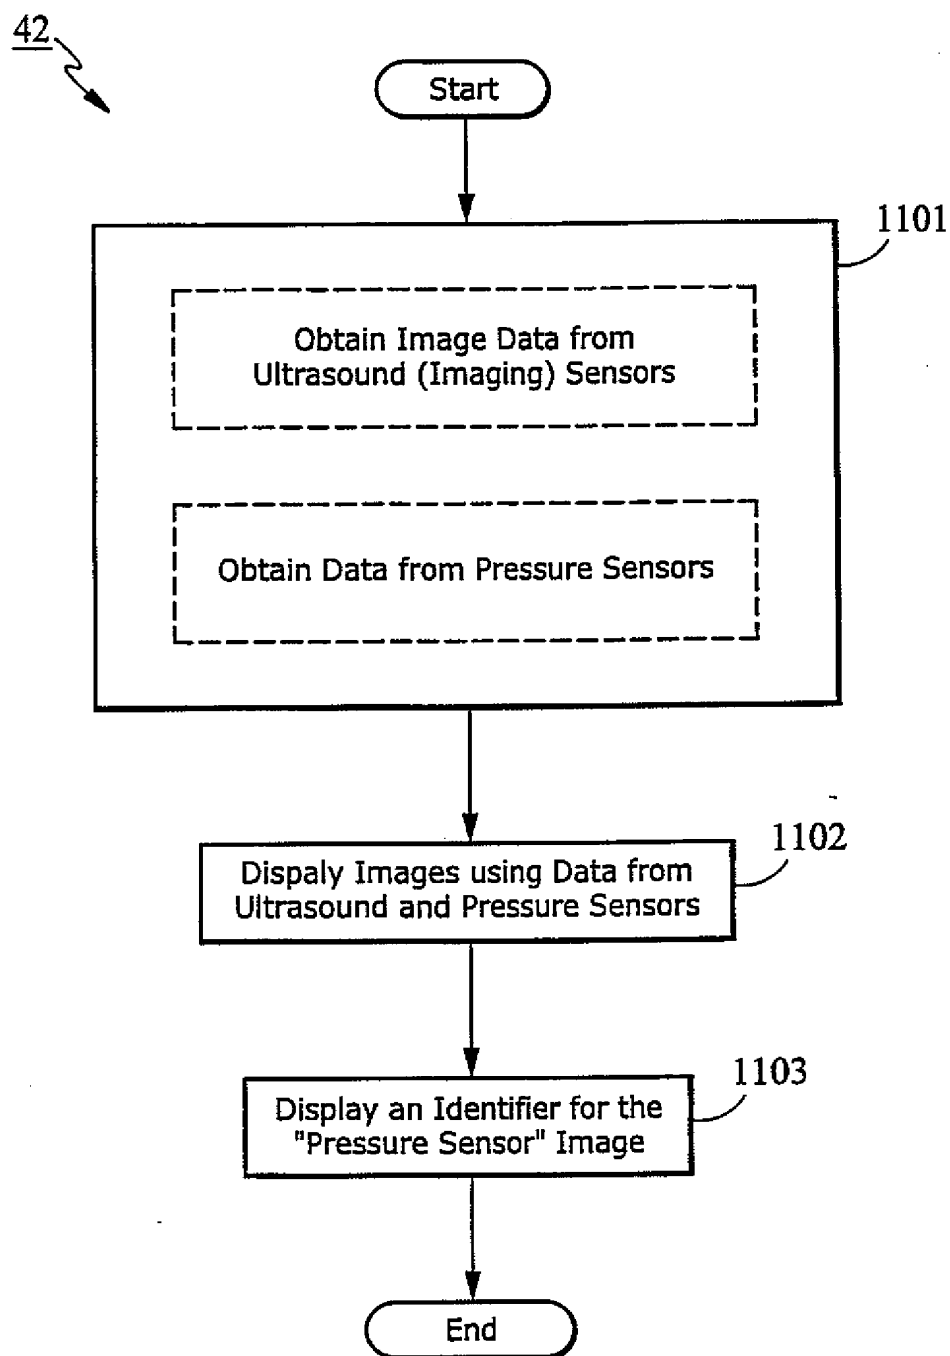 42
Start
1101
Obtain Image Data from
Ultrasound (Imaging) Sensors
Obtain Data from Pressure Sensors
1102
Dispaly Images using Data from
Ultrasound and Pressure Sensors
1103
Display an Identifier for the
"Pressure Sensor" Image
End